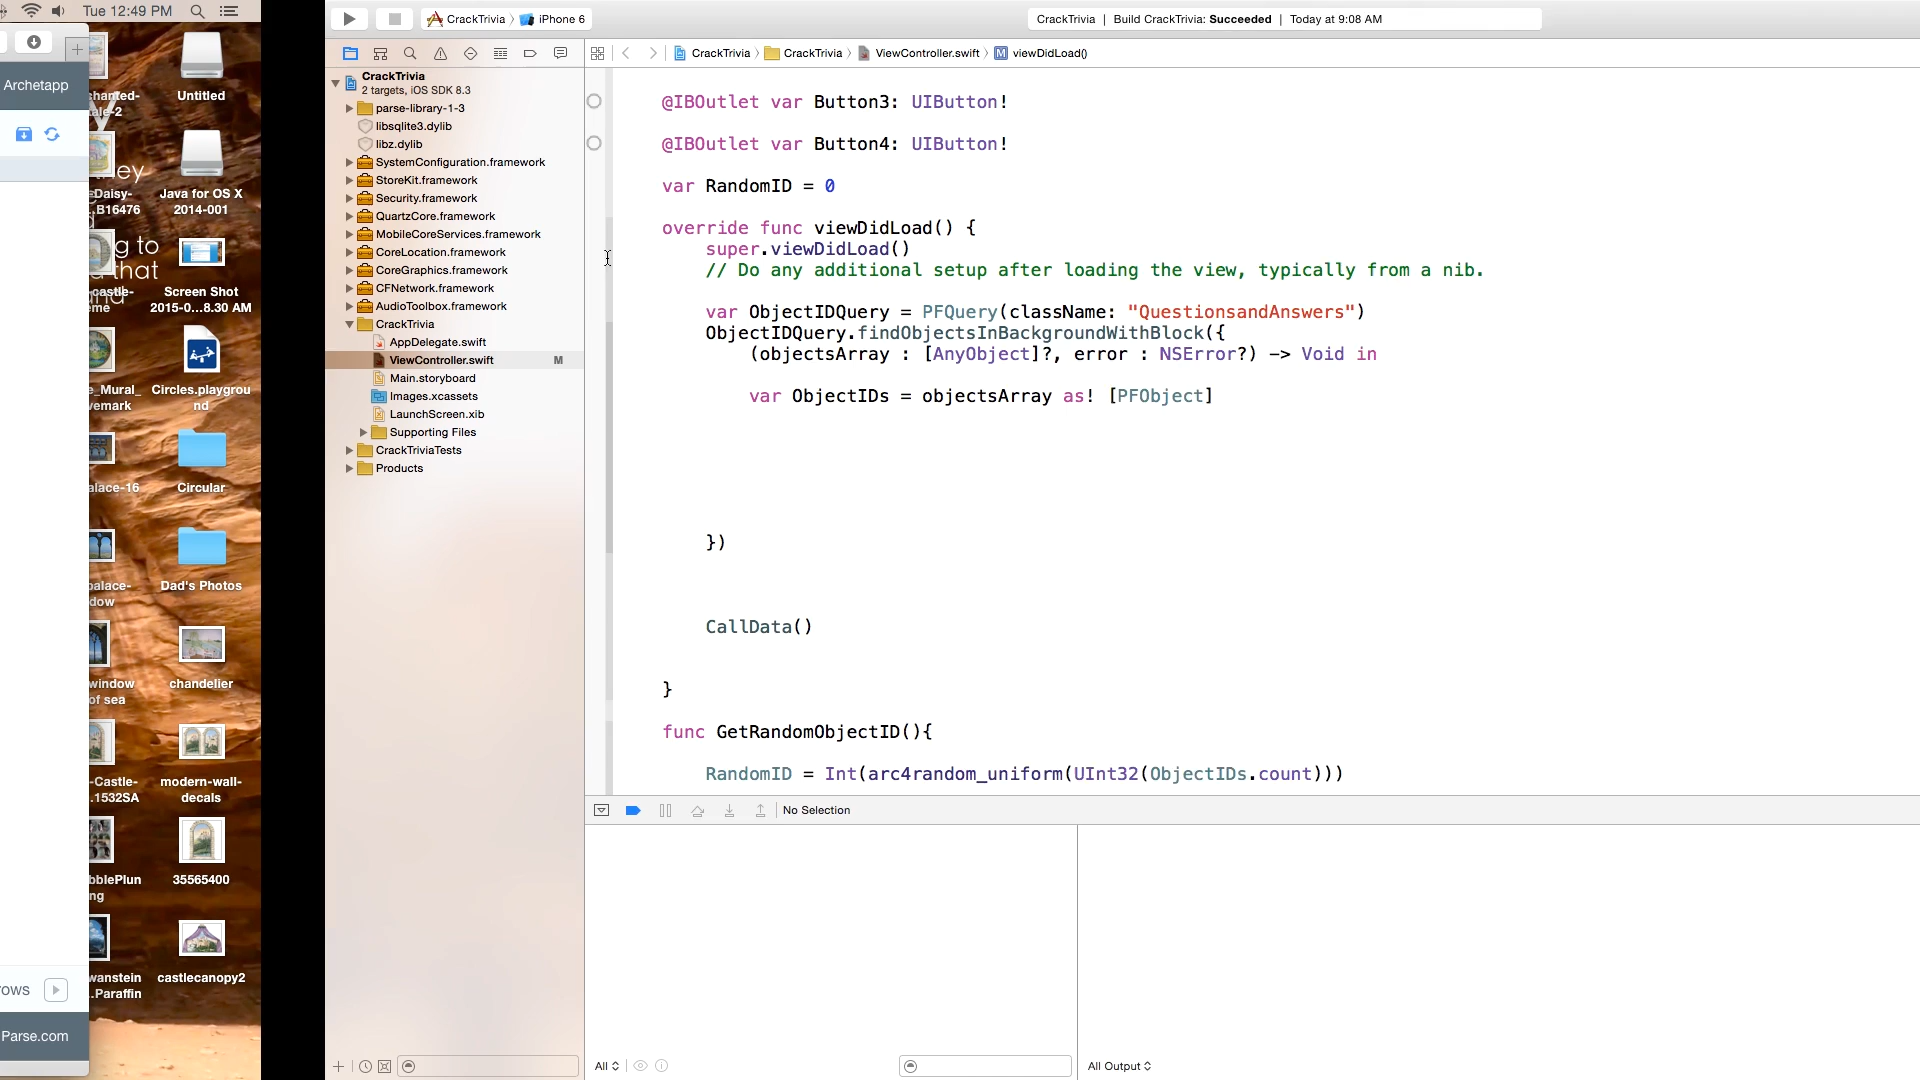 Tue 12:49 PM
Archetapp
Untitled
Java for OS X
2014-001
Screen Shot
2015-0...8.30 AM
Circles.playgrou
nd
Circular
Dad's Photos
chandelier
modern-wall-
decals
35565400
castlecanopy2
Parse.com
CrackTrivia 〉 iPhone 6
CrackTrivia | Build CrackTrivia: Succeeded | Today at 9:08 AM
CrackTrivia 〉 CrackTrivia 〉 ViewController.swift 〉 M viewDidLoad()
CrackTrivia
2 targets, iOS SDK 8.3
parse-library-1-3
libsqlite3.dylib
libz.dylib
SystemConfiguration.framework
StoreKit.framework
Security.framework
QuartzCore.framework
MobileCoreServices.framework
CoreLocation.framework
CoreGraphics.framework
CFNetwork.framework
AudioToolbox.framework
CrackTrivia
AppDelegate.swift
ViewController.swift M
Main.storyboard
Images.xcassets
LaunchScreen.xib
Supporting Files
CrackTriviaTests
Products
@IBOutlet var Button3: UIButton!
@IBOutlet var Button4: UIButton!
var RandomID = 0
override func viewDidLoad() {
super.viewDidLoad()
// Do any additional setup after loading the view, typically from a nib.
var ObjectIDQuery = PFQuery(className: "QuestionsandAnswers")
ObjectIDQuery.findObjectsInBackgroundWithBlock({
(objectsArray : [AnyObject]?, error : NSError?) -> Void in
var ObjectIDs = objectsArray as! [PFObject]
})
CallData()
}
func GetRandomObjectID(){
RandomID = Int(arc4random_uniform(UInt32(ObjectIDs.count)))
No Selection
All
All Output